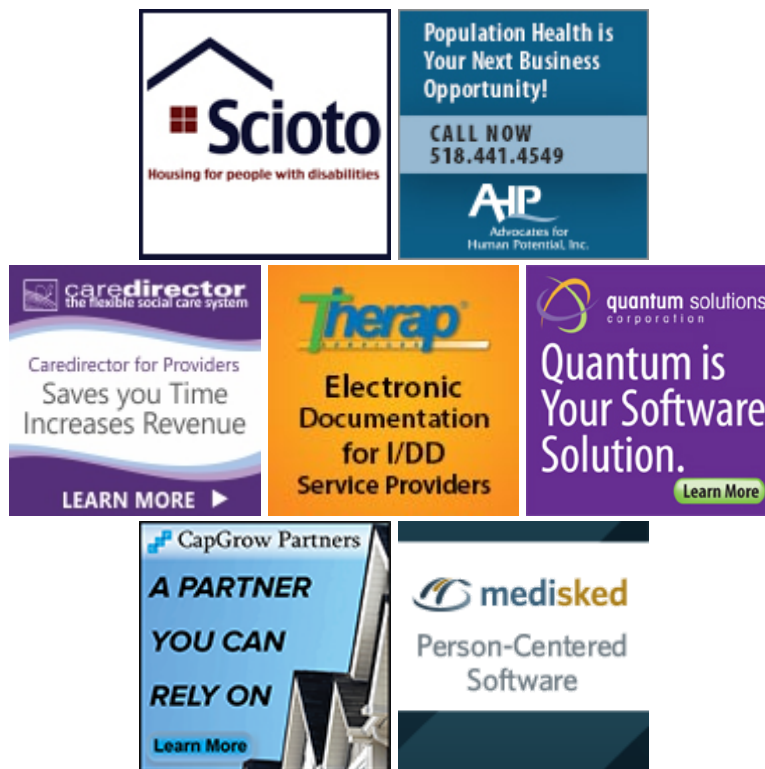 Scioto
Housing for people with disabilities
Population Health is
Your Next Business
Opportunity!
CALL NOW
518.441.4549
AHP
Advocates for
Human Potential, Inc.
caredirector
the flexible social care system
Caredirector for Providers
Saves you Time
Increases Revenue
LEARN MORE
Therap
SERVICES
Electronic
Documentation
for I/DD
Service Providers
quantum solutions
corporation
Quantum is
Your Software
Solution.
Learn More
CapGrow Partners
A PARTNER
YOU CAN
RELY ON
Learn More
medisked
Person-Centered
Software